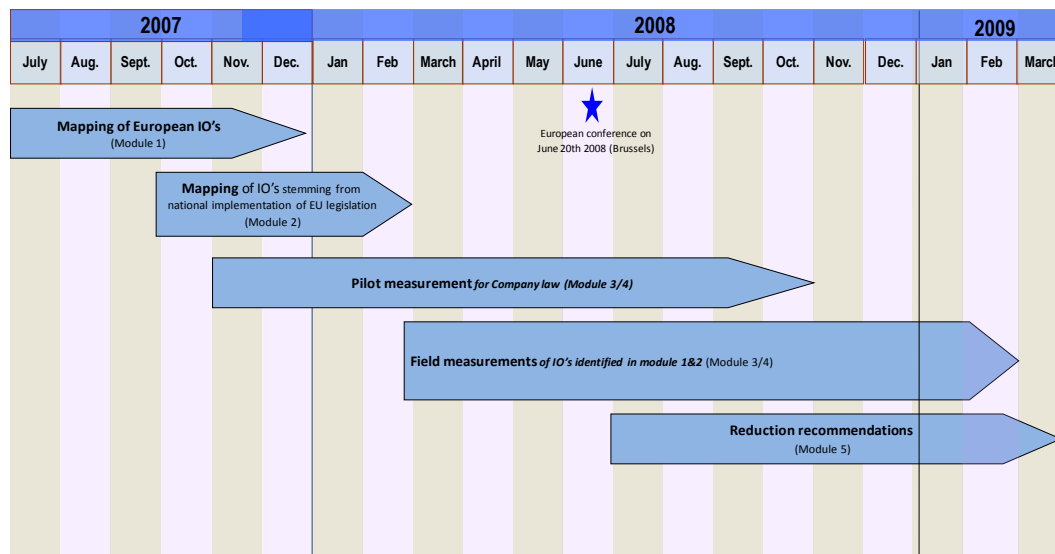 2007 2008 2009
July Aug. Sept. Oct. Nov. Dec. Jan Feb March April May June July Aug. Sept. Oct. Nov. Dec. Jan Feb March
Mapping of European IO's
(Module 1)
European conference on
June 20th 2008 (Brussels)
Mapping of IO's stemming from
national implementation of EU legislation
(Module 2)
Pilot measurement for Company law (Module 3/4)
Field measurements of IO's identified in module 1&2 (Module 3/4)
Reduction recommendations
(Module 5)